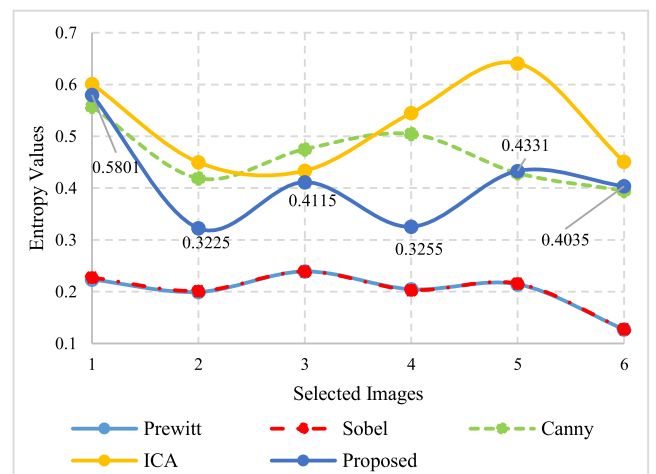 0.7
0.6
0.5
0.4
0.3
0.2
0.1
Entropy Values
0.5801
0.3225
0.4115
0.3255
0.4331
0.4035
1 2 3 4 5 6
Selected Images
Prewitt Sobel Canny
ICA Proposed